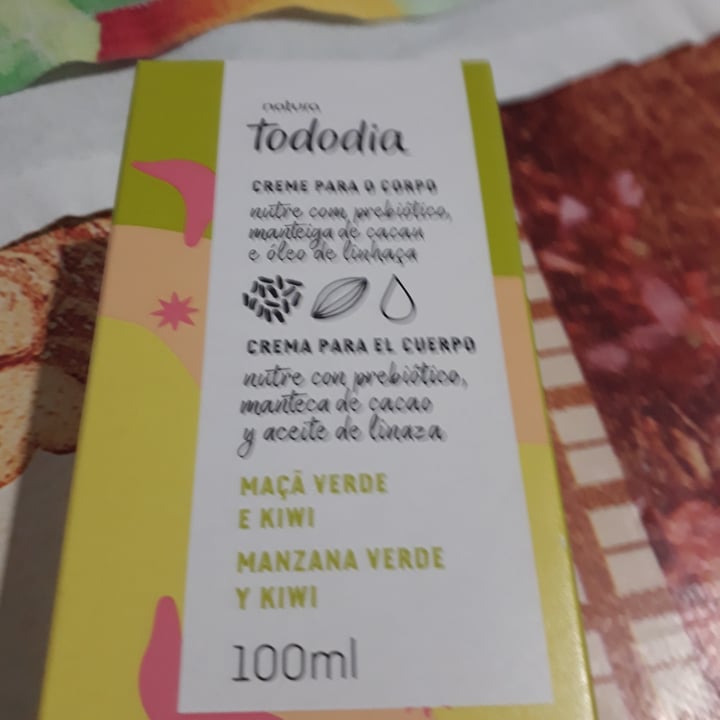 natura
tododia
CREME PARA O CORPO
nutre com prebiótico,
manteiga de cacau
e óleo de linhaça
CREMA PARA EL CUERPO
nutre con prebiótico,
manteca de cacao
y aceite de linaza
MAÇÃ VERDE
E KIWI
MANZANA VERDE
Y KIWI
100ml